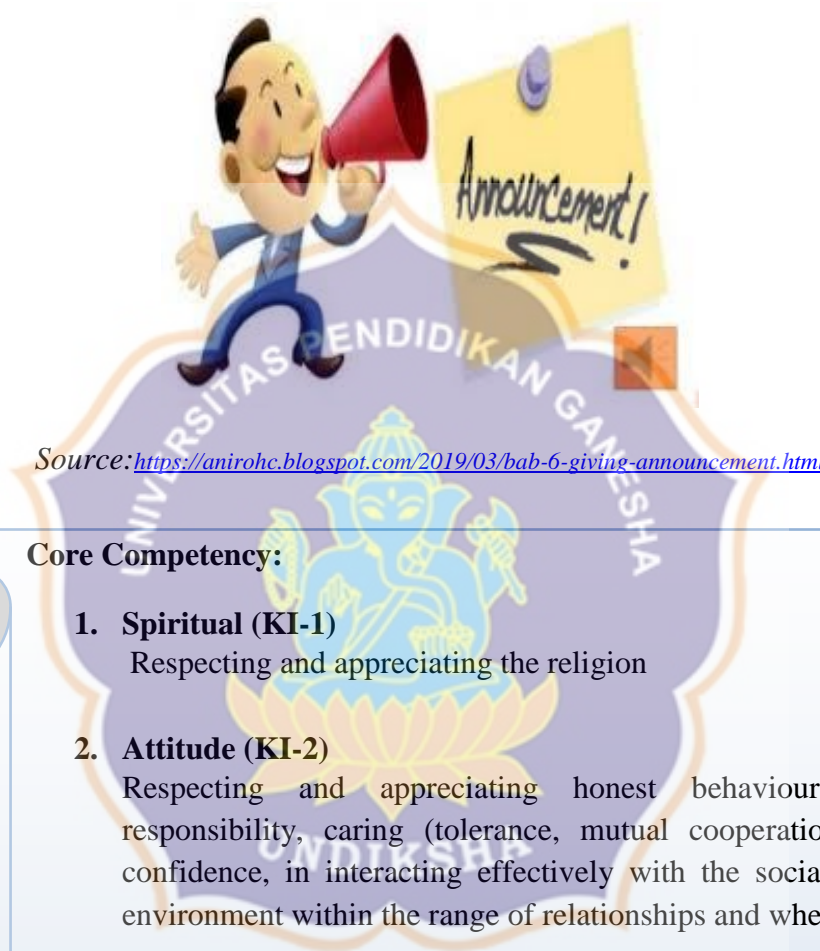 Announcement!
UNIVERSITAS PENDIDIKAN GANESHA
Source:https://anirohc.blogspot.com/2019/03/bab-6-giving-announcement.html
Core Competency:
1. Spiritual (KI-1)
Respecting and appreciating the religion
2. Attitude (KI-2)
Respecting and appreciating honest behaviour
responsibility, caring (tolerance, mutual cooperatio
confidence, in interacting effectively with the socia
environment within the range of relationships and whe
UNDIKSHA